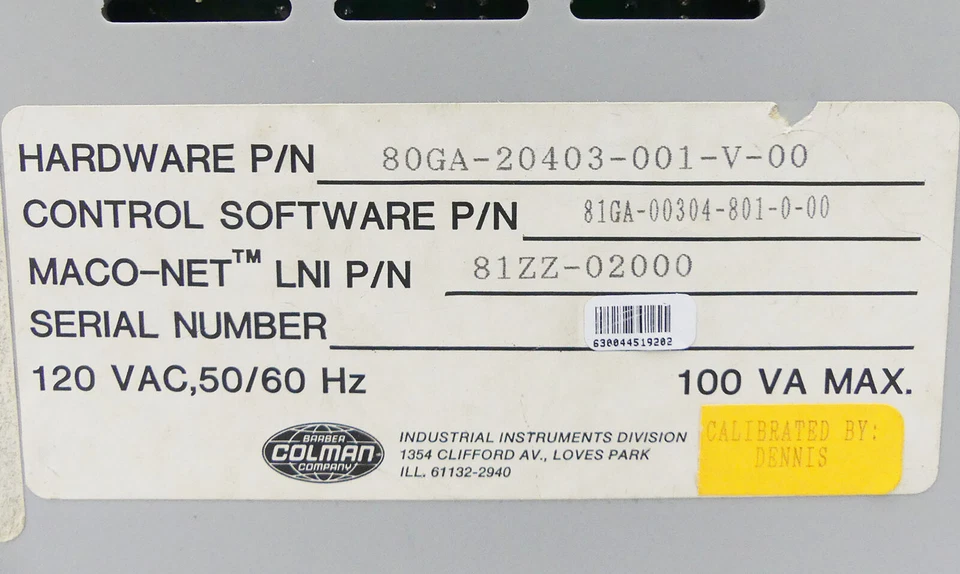 HARDWARE P/N 80GA-20403-001-V-00
CONTROL SOFTWARE P/N 81GA-00304-801-0-00
MACO-NET™ LNI P/N 81ZZ-02000
SERIAL NUMBER
630044519202
120 VAC,50/60 Hz 100 VA MAX.
BARBER
COLMAN
COMPANY
INDUSTRIAL INSTRUMENTS DIVISION
1354 CLIFFORD AV., LOVES PARK
ILL. 61132-2940
CALIBRATED BY:
DENNIS